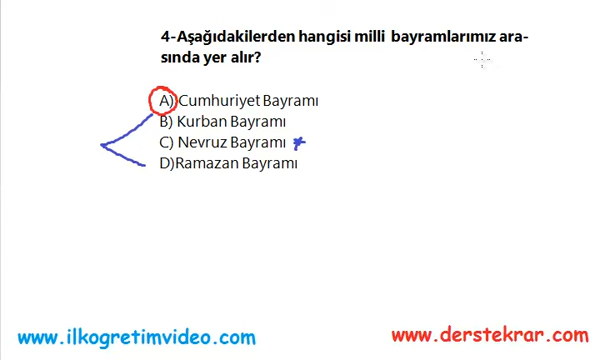 4-Aşağıdakilerden hangisi milli bayramlarımız ara-
sında yer alır?
A) Cumhuriyet Bayramı
B) Kurban Bayramı
C) Nevruz Bayramı
D)Ramazan Bayramı
www.ilkogretimvideo.com
www.derstekrar.com